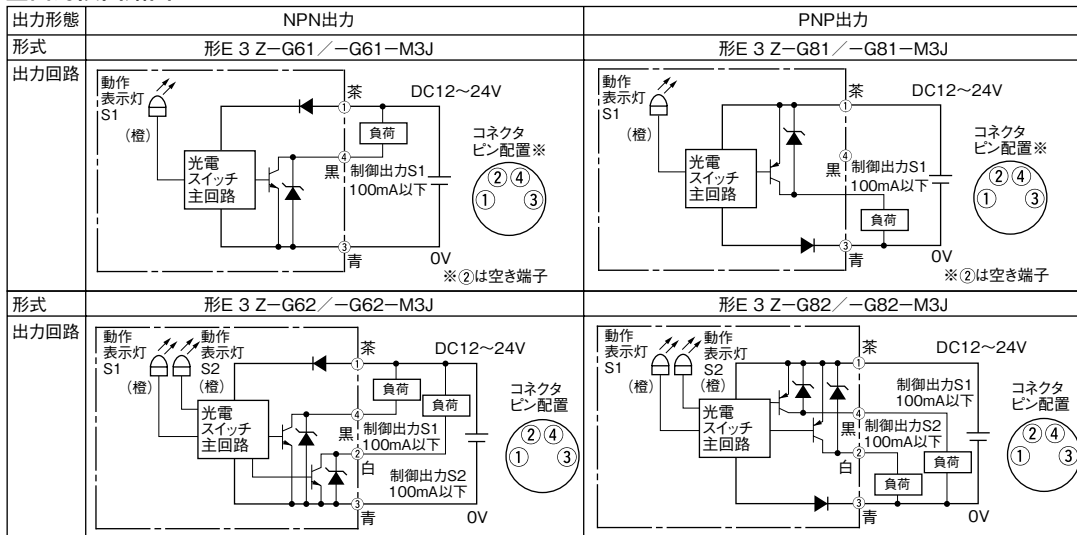 出力形態 NPN出力 PNP出力
形式 形E 3 Z-G61／-G61-M3J 形E 3 Z-G81／-G81-M3J
出力回路
動作
表示灯
S1
(橙)
光電
スイッチ
主回路
茶
①
負荷
④
黒
制御出力S1
100mA以下
③
青
DC12〜24V
0V
コネクタ
ピン配置※
②④
① ③
※②は空き端子
動作
表示灯
S1
(橙)
光電
スイッチ
主回路
茶
①
④
黒
制御出力S1
100mA以下
負荷
③
青
DC12〜24V
0V
コネクタ
ピン配置※
②④
① ③
※②は空き端子
形式 形E 3 Z-G62／-G62-M3J 形E 3 Z-G82／-G82-M3J
出力回路
動作
表示灯
S1
(橙)
動作
表示灯
S2
(橙)
光電
スイッチ
主回路
茶
①
負荷
負荷
④
黒
制御出力S1
100mA以下
②
白
制御出力S2
100mA以下
③
青
DC12〜24V
0V
コネクタ
ピン配置
②④
① ③
動作
表示灯
S1
(橙)
動作
表示灯
S2
(橙)
光電
スイッチ
主回路
茶
①
制御出力S1
100mA以下
④
黒
制御出力S2
100mA以下
②
白
負荷
負荷
③
青
DC12〜24V
0V
コネクタ
ピン配置
②④
① ③